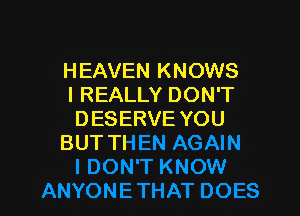 HEAVEN KNOWS
I REALLY DON'T
DESERVE YOU
BUT THEN AGAIN
I DON'T KNOW
ANYONE THAT DOES